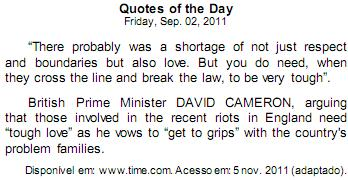 Quotes of the Day
Friday, Sep. 02, 2011
“There probably was a shortage of not just respect
and boundaries but also love. But you do need, when
they cross the line and break the law, to be very tough”.
British Prime Minister DAVID CAMERON, arguing
that those involved in the recent riots in England need
“tough love” as he vows to “get to grips” with the country's
problem families.
Disponível em: www.time.com. Acesso em: 5 nov. 2011 (adaptado).